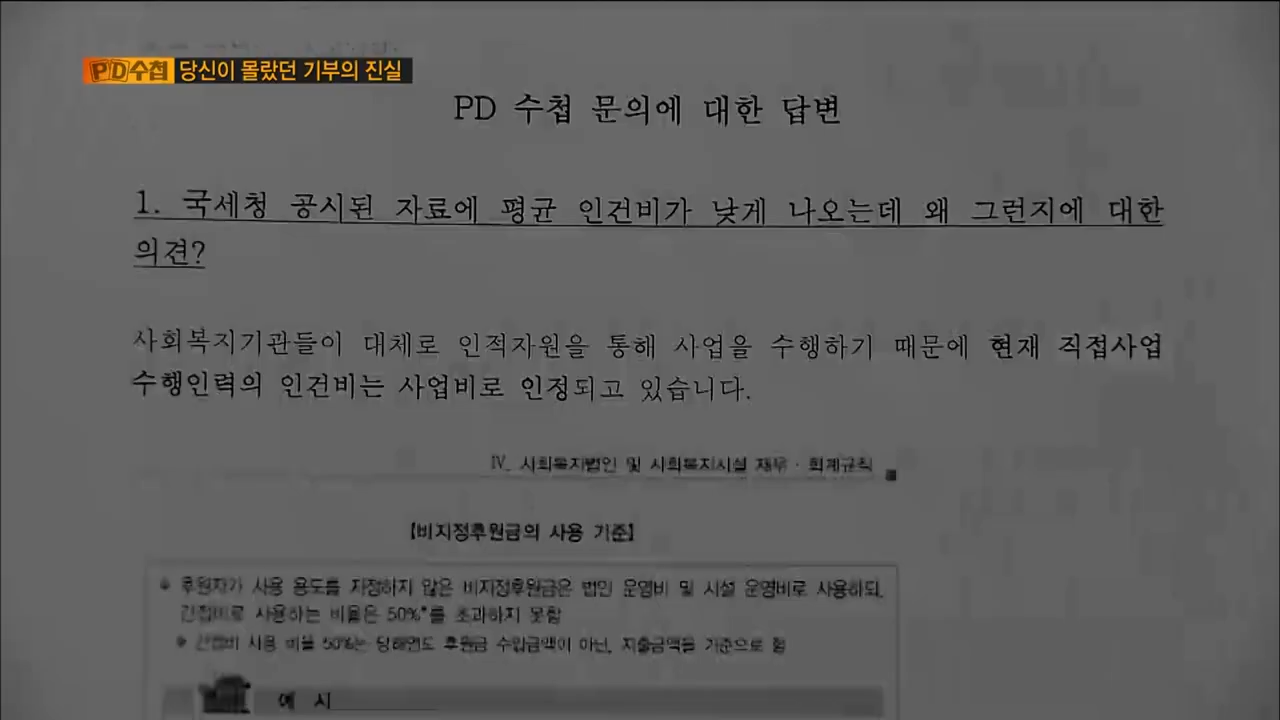 PD수첩 당신이 몰랐던 기부의 진실
PD 수첩 문의에 대한 답변
1. 국세청 공시된 자료에 평균 인건비가 낮게 나오는데 왜 그런지에 대한
의견?
사회복지기관들이 대체로 인적자원을 통해 사업을 수행하기 때문에 현재 직접사업
수행인력의 인건비는 사업비로 인정되고 있습니다.
Ⅳ. 사회복지법인 및 사회복지시설 재무 · 회계규칙
【비지정후원금의 사용 기준】
후원자가 사용 용도를 지정하지 않은 비지정후원금은 법인 운영비 및 시설 운영비로 사용하되,
간접비로 사용하는 비율은 50%*를 초과하지 못함
간접비 사용 비율 50%는 당해연도 후원금 수입금액이 아닌, 지출금액을 기준으로 함
예 시